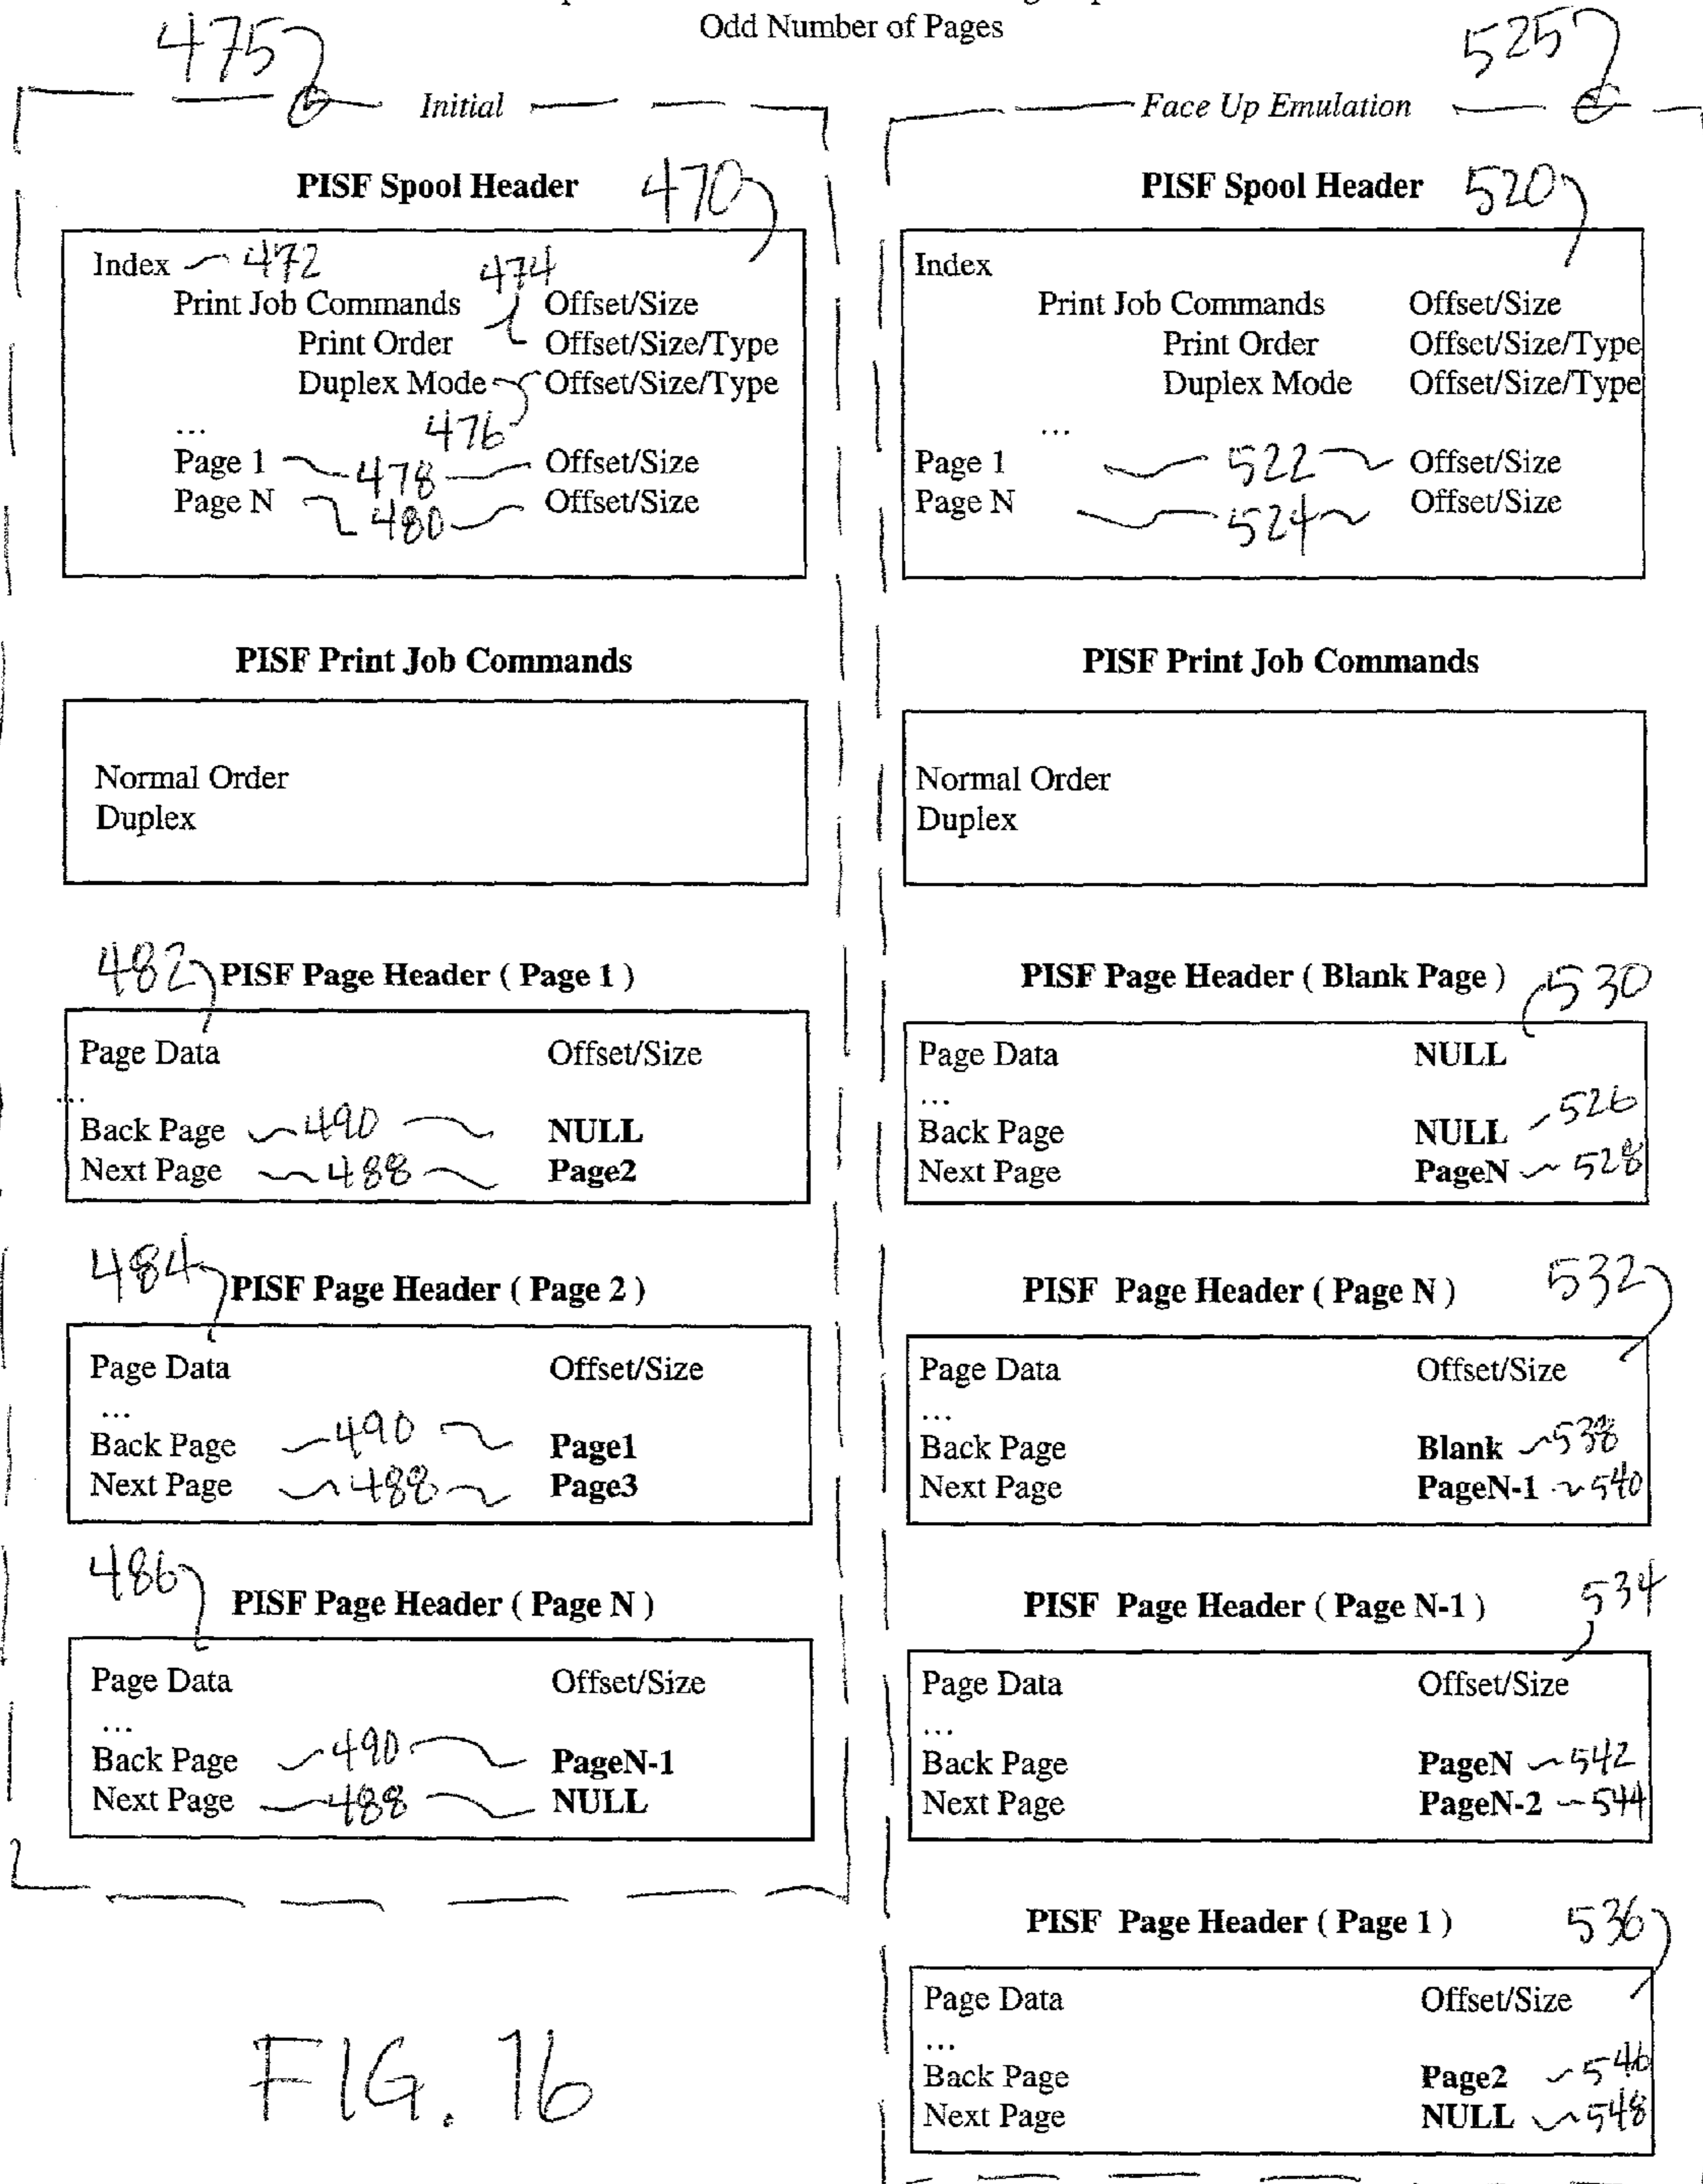 Odd Number of Pages
475
Initial
PISF Spool Header 470
Index 472
474
Print Job Commands Offset/Size
Print Order Offset/Size/Type
Duplex Mode Offset/Size/Type
... 476
Page 1 478 Offset/Size
Page N 480 Offset/Size
PISF Print Job Commands
Normal Order
Duplex
482 PISF Page Header ( Page 1 )
Page Data Offset/Size
...
Back Page 490 NULL
Next Page 488 Page2
484 PISF Page Header ( Page 2 )
Page Data Offset/Size
...
Back Page 490 Page1
Next Page 488 Page3
486 PISF Page Header ( Page N )
Page Data Offset/Size
...
Back Page 490 PageN-1
Next Page 488 NULL
FIG. 16
525
Face Up Emulation
PISF Spool Header 520
Index
Print Job Commands Offset/Size
Print Order Offset/Size/Type
Duplex Mode Offset/Size/Type
...
Page 1 522 Offset/Size
Page N 524 Offset/Size
PISF Print Job Commands
Normal Order
Duplex
PISF Page Header ( Blank Page ) 530
Page Data NULL
...
Back Page NULL 526
Next Page PageN 528
PISF Page Header ( Page N ) 532
Page Data Offset/Size
...
Back Page Blank 538
Next Page PageN-1 540
PISF Page Header ( Page N-1 ) 534
Page Data Offset/Size
...
Back Page PageN 542
Next Page PageN-2 544
PISF Page Header ( Page 1 ) 536
Page Data Offset/Size
...
Back Page Page2 546
Next Page NULL 548